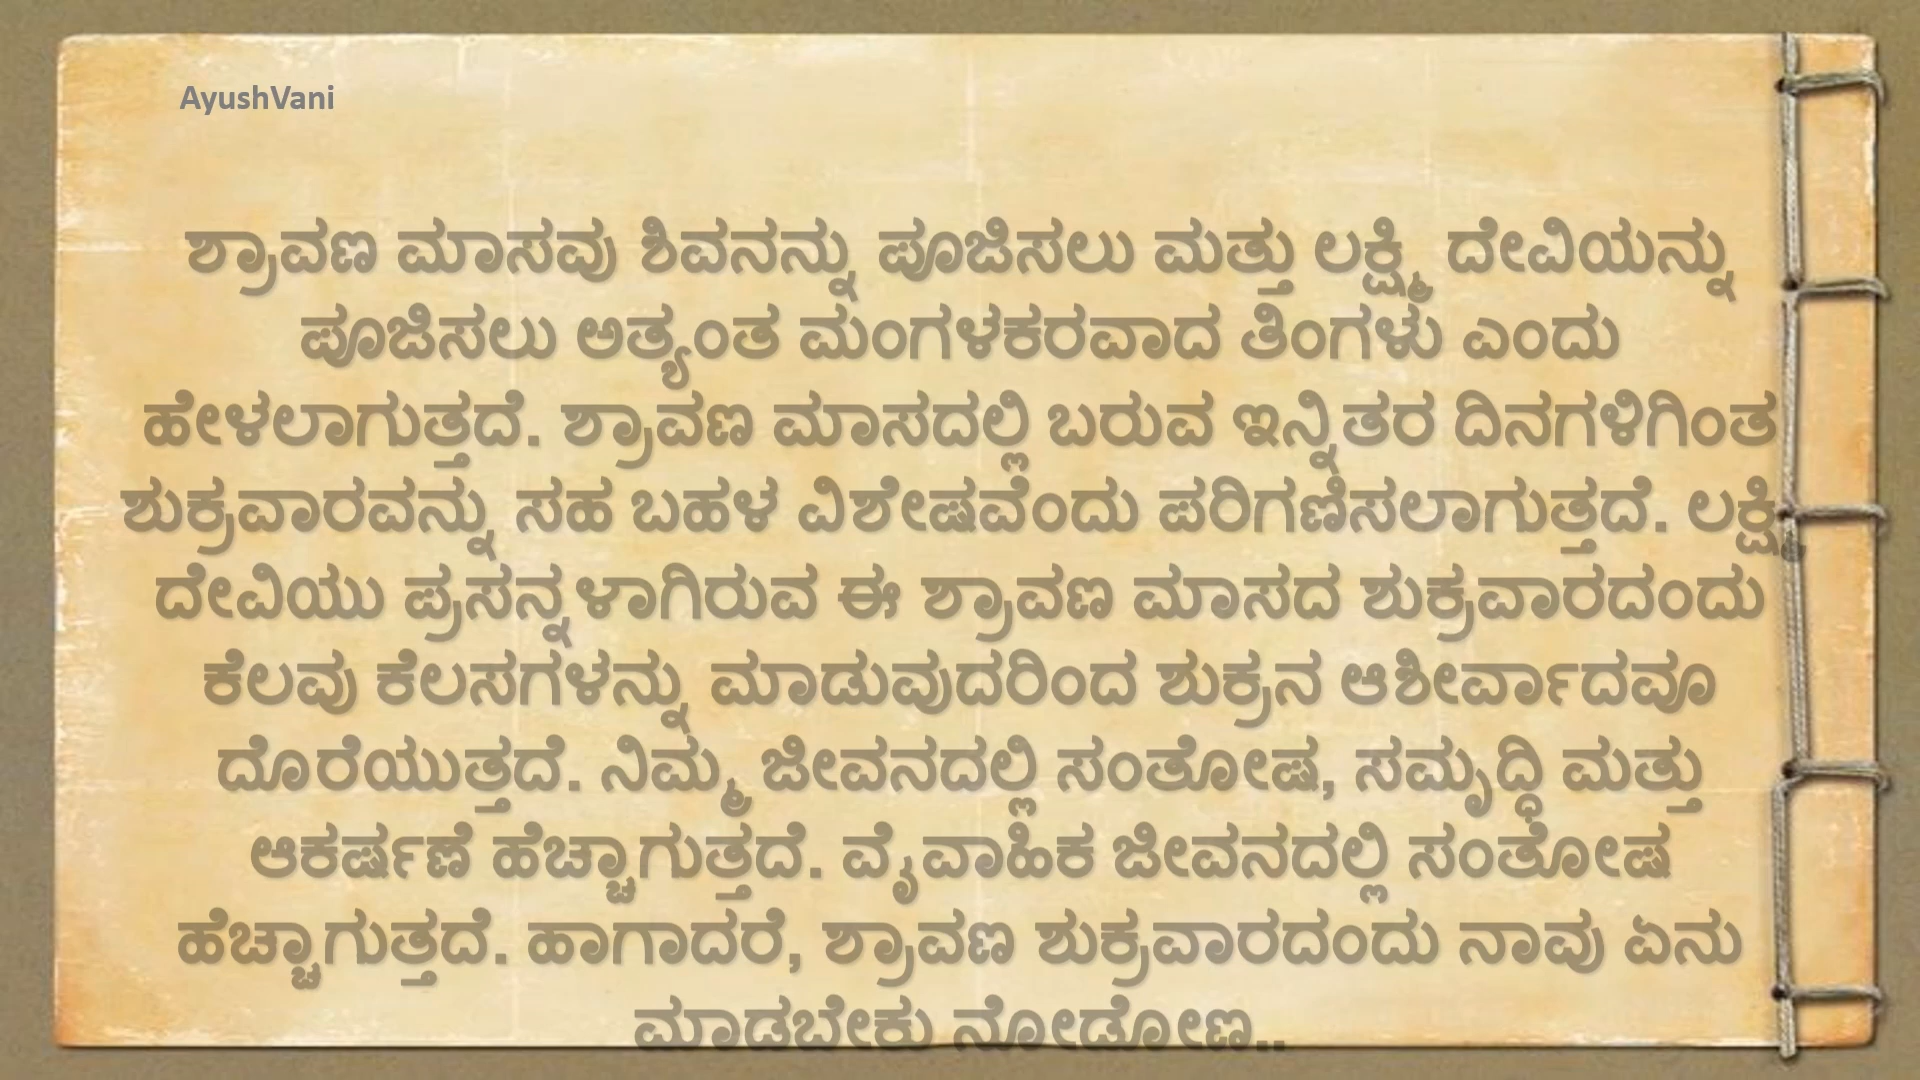 AyushVani
ಶ್ರಾವಣ ಮಾಸವು ಶಿವನನ್ನು ಪೂಜಿಸಲು ಮತ್ತು ಲಕ್ಷ್ಮಿ ದೇವಿಯನ್ನು
ಪೂಜಿಸಲು ಅತ್ಯಂತ ಮಂಗಳಕರವಾದ ತಿಂಗಳು ಎಂದು
ಹೇಳಲಾಗುತ್ತದೆ. ಶ್ರಾವಣ ಮಾಸದಲ್ಲಿ ಬರುವ ಇನ್ನಿತರ ದಿನಗಳಿಗಿಂತ
ಶುಕ್ರವಾರವನ್ನು ಸಹ ಬಹಳ ವಿಶೇಷವೆಂದು ಪರಿಗಣಿಸಲಾಗುತ್ತದೆ. ಲಕ್ಷ್ಮಿ
ದೇವಿಯು ಪ್ರಸನ್ನಳಾಗಿರುವ ಈ ಶ್ರಾವಣ ಮಾಸದ ಶುಕ್ರವಾರದಂದು
ಕೆಲವು ಕೆಲಸಗಳನ್ನು ಮಾಡುವುದರಿಂದ ಶುಕ್ರನ ಆಶೀರ್ವಾದವೂ
ದೊರೆಯುತ್ತದೆ. ನಿಮ್ಮ ಜೀವನದಲ್ಲಿ ಸಂತೋಷ, ಸಮೃದ್ಧಿ ಮತ್ತು
ಆಕರ್ಷಣೆ ಹೆಚ್ಚಾಗುತ್ತದೆ. ವೈವಾಹಿಕ ಜೀವನದಲ್ಲಿ ಸಂತೋಷ
ಹೆಚ್ಚಾಗುತ್ತದೆ. ಹಾಗಾದರೆ, ಶ್ರಾವಣ ಶುಕ್ರವಾರದಂದು ನಾವು ಏನು
ಮಾಡಬೇಕು ನೋಡೋಣ..